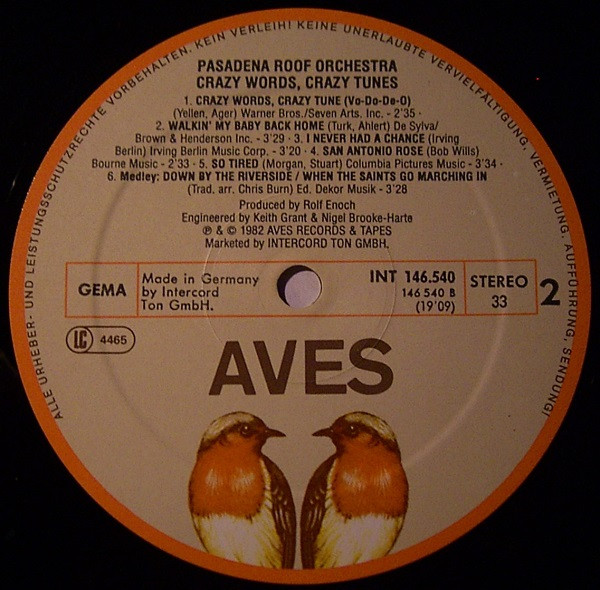 ALLE URHEBER- UND LEISTUNGSSCHUTZRECHTE VORBEHALTEN. KEIN VERLEIH! KEINE UNERLAUBTE VERVIELFÄLTIGUNG, VERMIETUNG, AUFFÜHRUNG, SENDUNG!
PASADENA ROOF ORCHESTRA
CRAZY WORDS, CRAZY TUNES
1. CRAZY WORDS, CRAZY TUNE (Vo-Do-De-O)
(Yellen, Ager) Warner Bros./Seven Arts. Inc. - 2'35 ·
2. WALKIN' MY BABY BACK HOME (Turk, Ahlert) De Sylva/
Brown & Henderson Inc. - 3'29 · 3. I NEVER HAD A CHANCE (Irving
Berlin) Irving Berlin Music Corp. - 3'20 · 4. SAN ANTONIO ROSE (Bob Wills)
Bourne Music - 2'33 · 5. SO TIRED (Morgan, Stuart) Columbia Pictures Music - 3'34 ·
6. Medley: DOWN BY THE RIVERSIDE / WHEN THE SAINTS GO MARCHING IN
(Trad. arr. Chris Burn) Ed. Dekor Musik - 3'28
Produced by Rolf Enoch
Engineered by Keith Grant & Nigel Brooke-Harte
℗ & © 1982 AVES RECORDS & TAPES
Marketed by INTERCORD TON GMBH.
GEMA
Made in Germany
by Intercord
Ton GmbH.
INT 146.540
146 540 B
(19'09)
STEREO
33
2
LC 4465
AVES